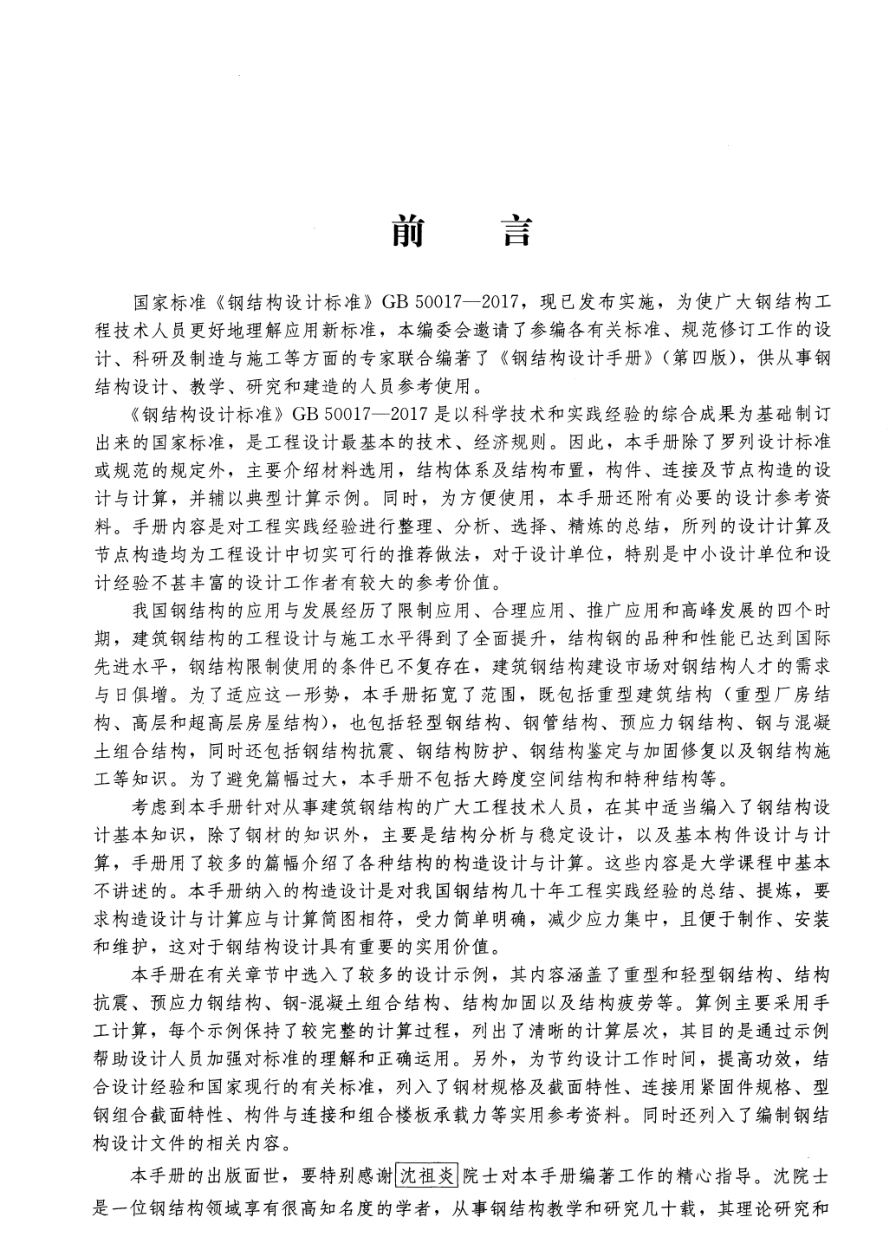 前 言
国家标准《钢结构设计标准》GB 50017—2017，现已发布实施，为使广大钢结构工
程技术人员更好地理解应用新标准，本编委会邀请了参编各有关标准、规范修订工作的设
计、科研及制造与施工等方面的专家联合编著了《钢结构设计手册》（第四版），供从事钢
结构设计、教学、研究和建造的人员参考使用。
《钢结构设计标准》GB 50017—2017 是以科学技术和实践经验的综合成果为基础制订
出来的国家标准，是工程设计最基本的技术、经济规则。因此，本手册除了罗列设计标准
或规范的规定外，主要介绍材料选用，结构体系及结构布置，构件、连接及节点构造的设
计与计算，并辅以典型计算示例。同时，为方便使用，本手册还附有必要的设计参考资
料。手册内容是对工程实践经验进行整理、分析、选择、精炼的总结，所列的设计计算及
节点构造均为工程设计中切实可行的推荐做法，对于设计单位，特别是中小设计单位和设
计经验不甚丰富的设计工作者有较大的参考价值。
我国钢结构的应用与发展经历了限制应用、合理应用、推广应用和高峰发展的四个时
期，建筑钢结构的工程设计与施工水平得到了全面提升，结构钢的品种和性能已达到国际
先进水平，钢结构限制使用的条件已不复存在，建筑钢结构建设市场对钢结构人才的需求
与日俱增。为了适应这一形势，本手册拓宽了范围，既包括重型建筑结构（重型厂房结
构、高层和超高层房屋结构），也包括轻型钢结构、钢管结构、预应力钢结构、钢与混凝
土组合结构，同时还包括钢结构抗震、钢结构防护、钢结构鉴定与加固修复以及钢结构施
工等知识。为了避免篇幅过大，本手册不包括大跨度空间结构和特种结构等。
考虑到本手册针对从事建筑钢结构的广大工程技术人员，在其中适当编入了钢结构设
计基本知识，除了钢材的知识外，主要是结构分析与稳定设计，以及基本构件设计与计
算，手册用了较多的篇幅介绍了各种结构的构造设计与计算。这些内容是大学课程中基本
不讲述的。本手册纳入的构造设计是对我国钢结构几十年工程实践经验的总结、提炼，要
求构造设计与计算应与计算简图相符，受力简单明确，减少应力集中，且便于制作、安装
和维护，这对于钢结构设计具有重要的实用价值。
本手册在有关章节中选入了较多的设计示例，其内容涵盖了重型和轻型钢结构、结构
抗震、预应力钢结构、钢-混凝土组合结构、结构加固以及结构疲劳等。算例主要采用手
工计算，每个示例保持了较完整的计算过程，列出了清晰的计算层次，其目的是通过示例
帮助设计人员加强对标准的理解和正确运用。另外，为节约设计工作时间，提高功效，结
合设计经验和国家现行的有关标准，列入了钢材规格及截面特性、连接用紧固件规格、型
钢组合截面特性、构件与连接和组合楼板承载力等实用参考资料。同时还列入了编制钢结
构设计文件的相关内容。
本手册的出版面世，要特别感谢沈祖炎院士对本手册编著工作的精心指导。沈院士
是一位钢结构领域享有很高知名度的学者，从事钢结构教学和研究几十载，其理论研究和